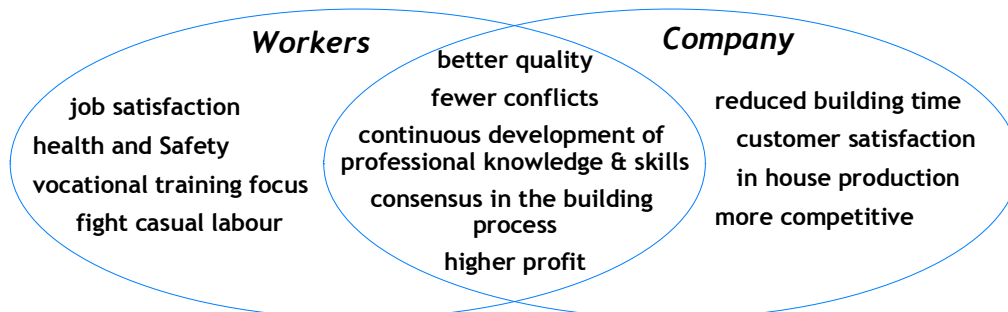 Workers
Company
job satisfaction
health and Safety
vocational training focus
fight casual labour
better quality
fewer conflicts
continuous development of
professional knowledge & skills
consensus in the building
process
higher profit
reduced building time
customer satisfaction
in house production
more competitive